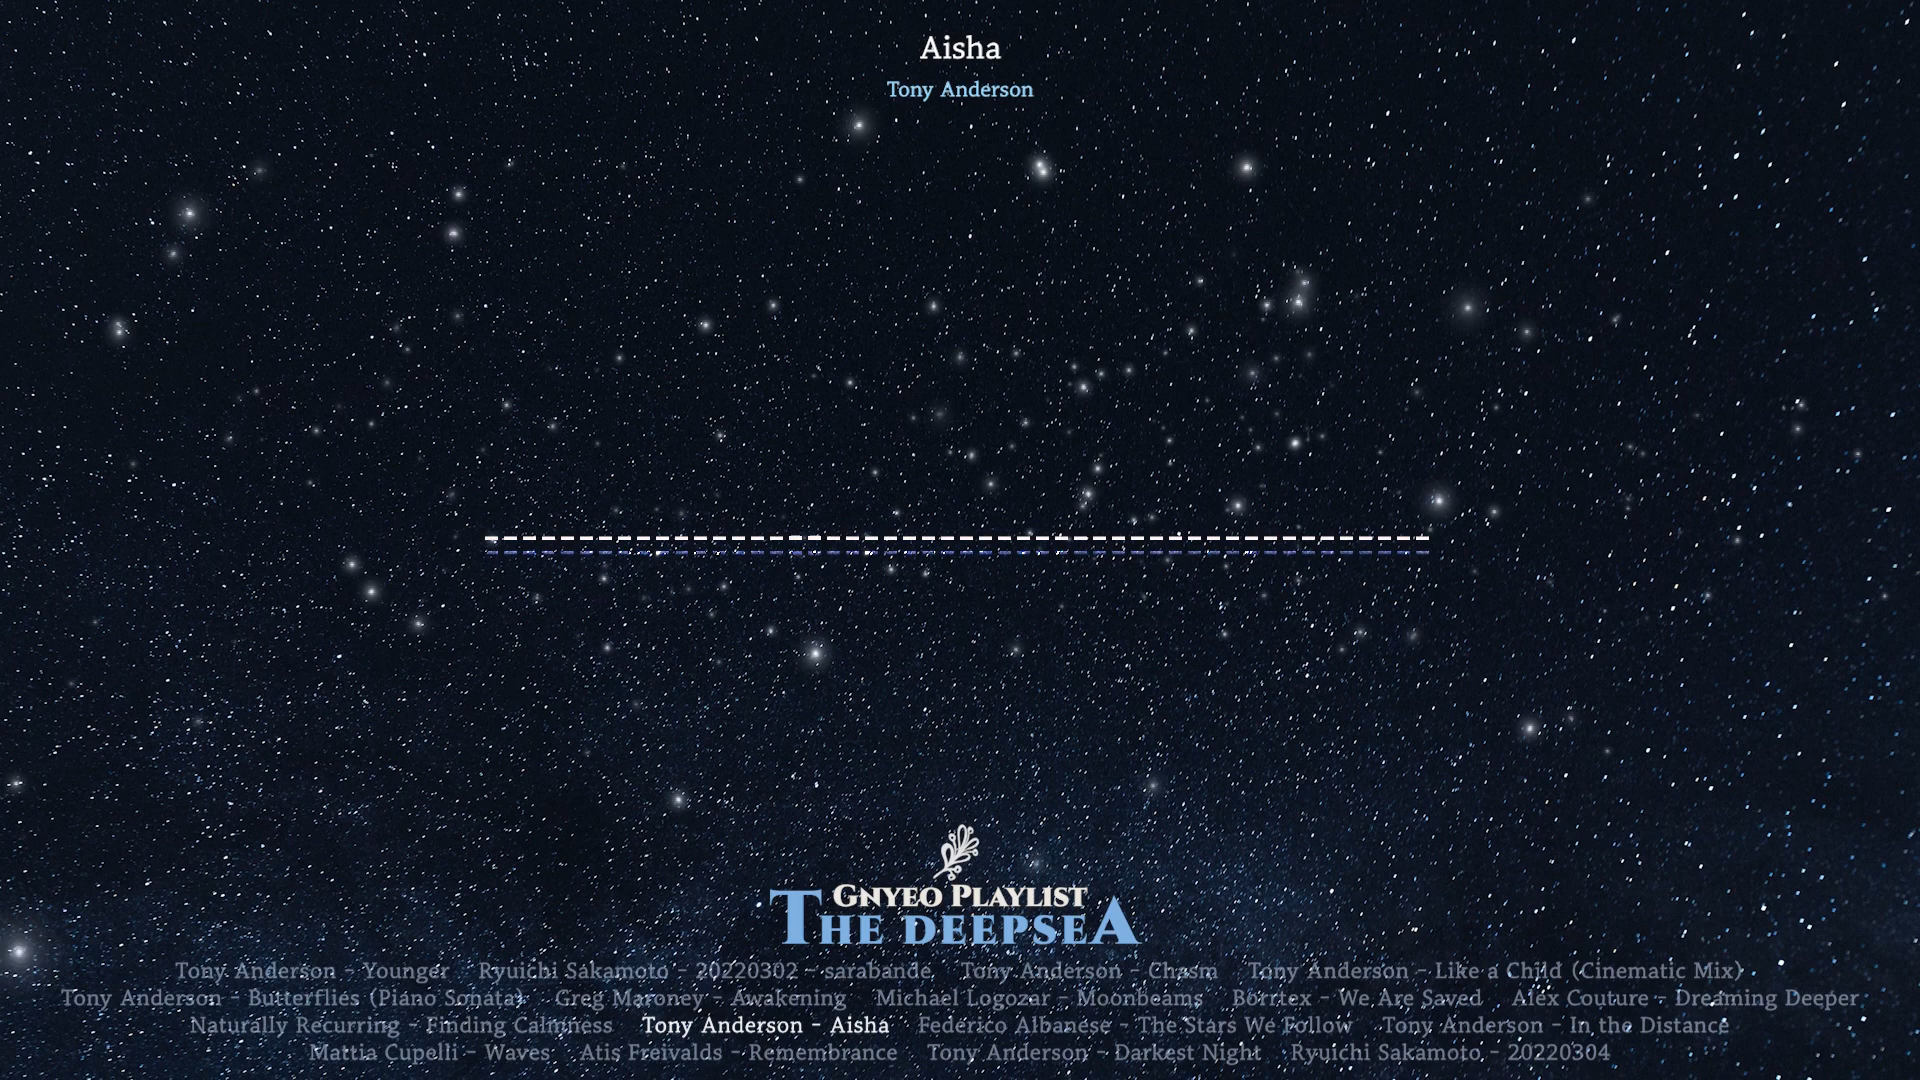 Aisha
Tony Anderson
GNYEO PLAYLIST
THE DEEPSEA
Tony Anderson - Younger Ryuichi Sakamoto - 20220302 - sarabande Tony Anderson - Chasm Tony Anderson - Like a Child (Cinematic Mix)
Tony Anderson - Butterflies (Piano Sonata) Greg Maroney - Awakening Michael Logozar - Moonbeams Borrtex - We Are Saved Alex Couture - Dreaming Deeper
Naturally Recurring - Finding Calmness Tony Anderson - Aisha Federico Albanese - The Stars We Follow Tony Anderson - In the Distance
Mattia Cupelli - Waves Atis Freivalds - Remembrance Tony Anderson - Darkest Night Ryuichi Sakamoto - 20220304